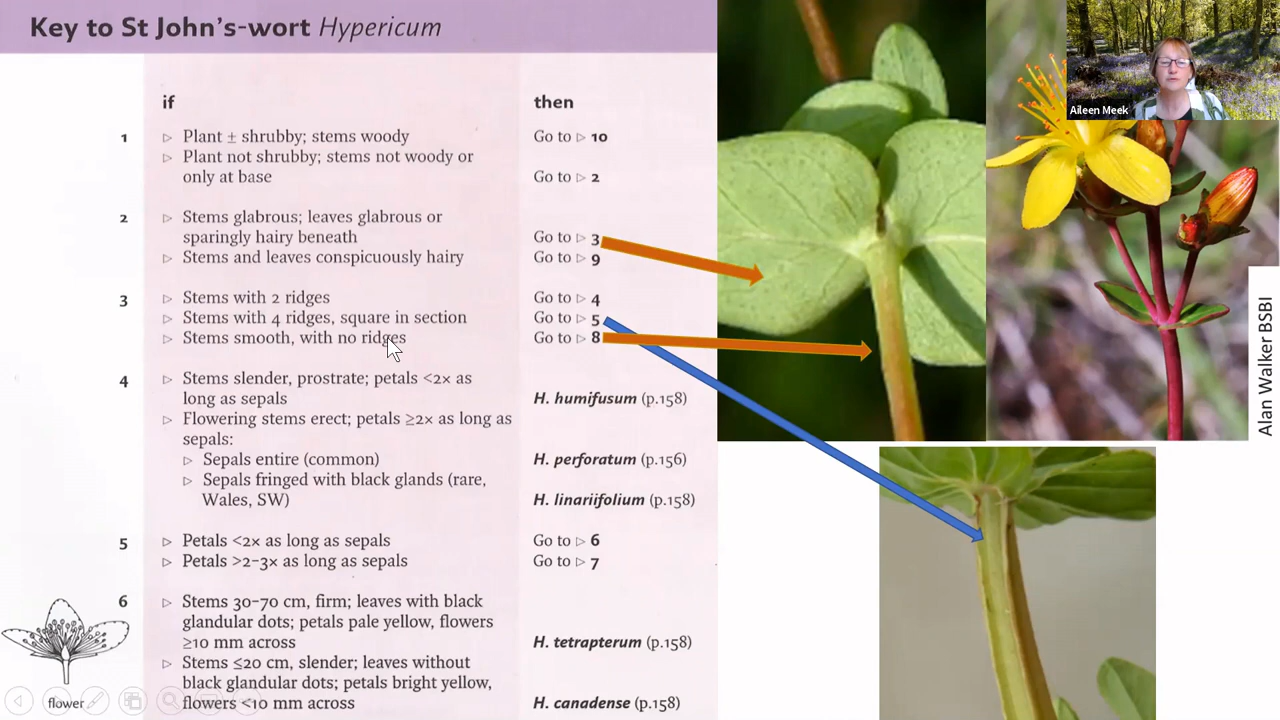 Key to St John's-wort Hypericum
if then
1 ▷ Plant ± shrubby; stems woody Go to ▷ 10
▷ Plant not shrubby; stems not woody or
only at base Go to ▷ 2
2 ▷ Stems glabrous; leaves glabrous or
sparingly hairy beneath Go to ▷ 3
▷ Stems and leaves conspicuously hairy Go to ▷ 9
3 ▷ Stems with 2 ridges Go to ▷ 4
▷ Stems with 4 ridges, square in section Go to ▷ 5
▷ Stems smooth, with no ridges Go to ▷ 8
4 ▷ Stems slender, prostrate; petals <2× as
long as sepals H. humifusum (p.158)
▷ Flowering stems erect; petals ≥2× as long as
sepals:
▷ Sepals entire (common) H. perforatum (p.156)
▷ Sepals fringed with black glands (rare,
Wales, SW) H. linariifolium (p.158)
5 ▷ Petals <2× as long as sepals Go to ▷ 6
▷ Petals >2–3× as long as sepals Go to ▷ 7
6 ▷ Stems 30–70 cm, firm; leaves with black
glandular dots; petals pale yellow, flowers
≥10 mm across H. tetrapterum (p.158)
▷ Stems ≤20 cm, slender; leaves without
black glandular dots; petals bright yellow,
flowers <10 mm across H. canadense (p.158)
flower
Aileen Meek
Alan Walker BSBI